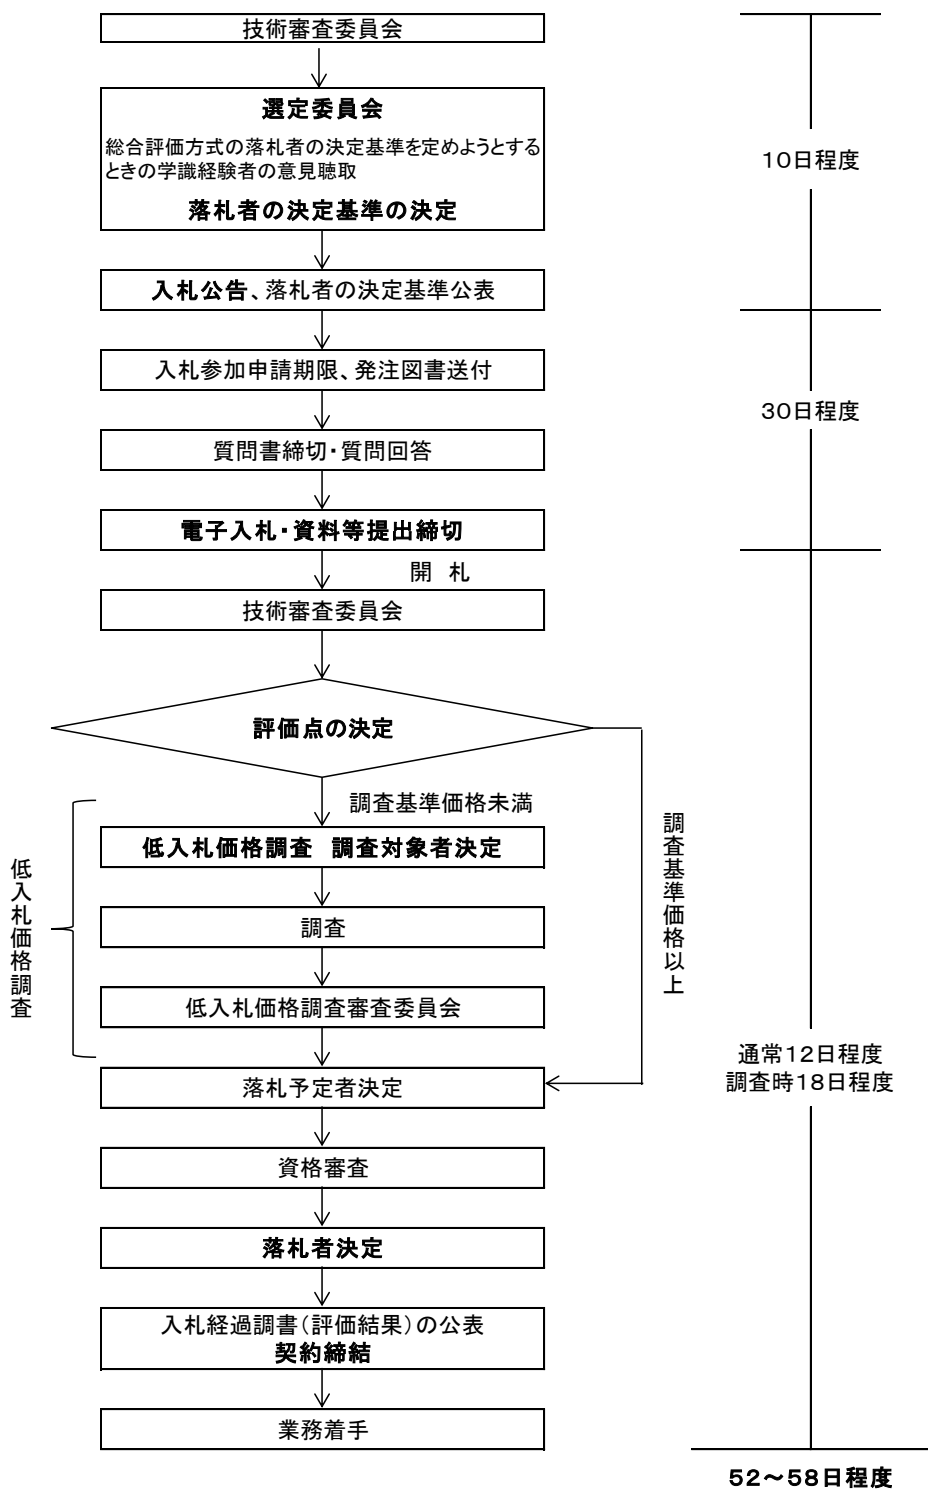 技術審査委員会
選定委員会
総合評価方式の落札者の決定基準を定めようとする
ときの学識経験者の意見聴取
落札者の決定基準の決定
10日程度
入札公告、落札者の決定基準公表
入札参加申請期限、発注図書送付
30日程度
質問書締切・質問回答
電子入札・資料等提出締切
開 札
技術審査委員会
評価点の決定
調査基準価格未満
調査基準価格以上
低入札価格調査
低入札価格調査 調査対象者決定
調査
低入札価格調査審査委員会
落札予定者決定
通常12日程度
調査時18日程度
資格審査
落札者決定
入札経過調書(評価結果)の公表
契約締結
業務着手
52～58日程度